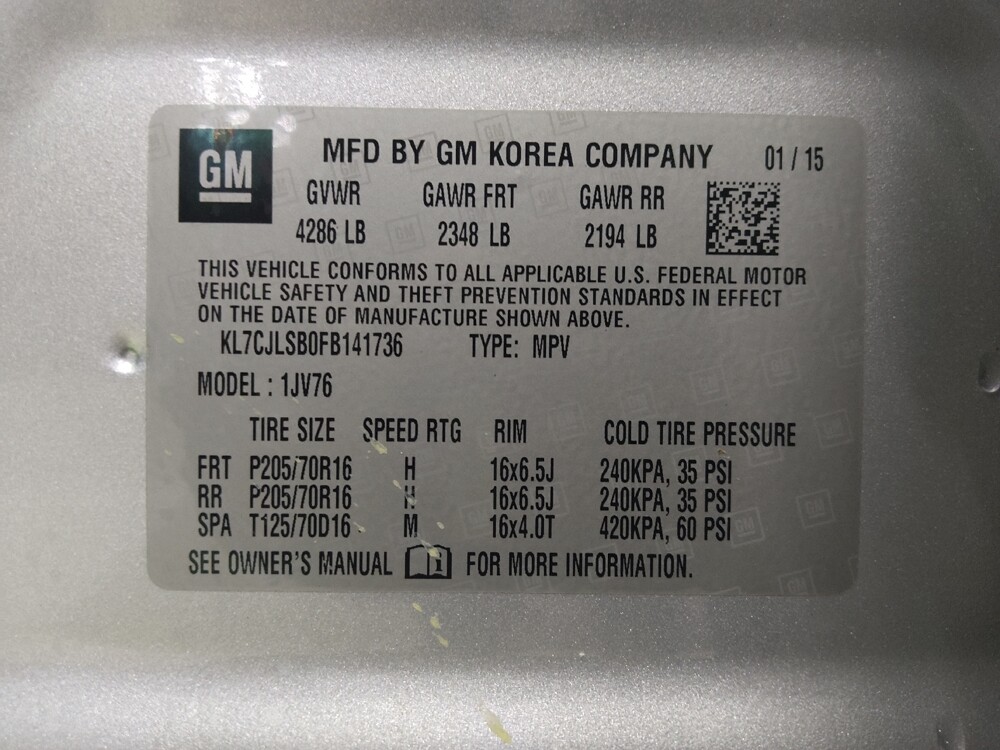 GM
MFD BY GM KOREA COMPANY 01 / 15
GVWR GAWR FRT GAWR RR
4286 LB 2348 LB 2194 LB
THIS VEHICLE CONFORMS TO ALL APPLICABLE U.S. FEDERAL MOTOR
VEHICLE SAFETY AND THEFT PREVENTION STANDARDS IN EFFECT
ON THE DATE OF MANUFACTURE SHOWN ABOVE.
KL7CJLSB0FB141736 TYPE: MPV
MODEL : 1JV76
TIRE SIZE SPEED RTG RIM COLD TIRE PRESSURE
FRT P205/70R16 H 16x6.5J 240KPA, 35 PSI
RR P205/70R16 H 16x6.5J 240KPA, 35 PSI
SPA T125/70D16 M 16x4.0T 420KPA, 60 PSI
SEE OWNER'S MANUAL i FOR MORE INFORMATION.